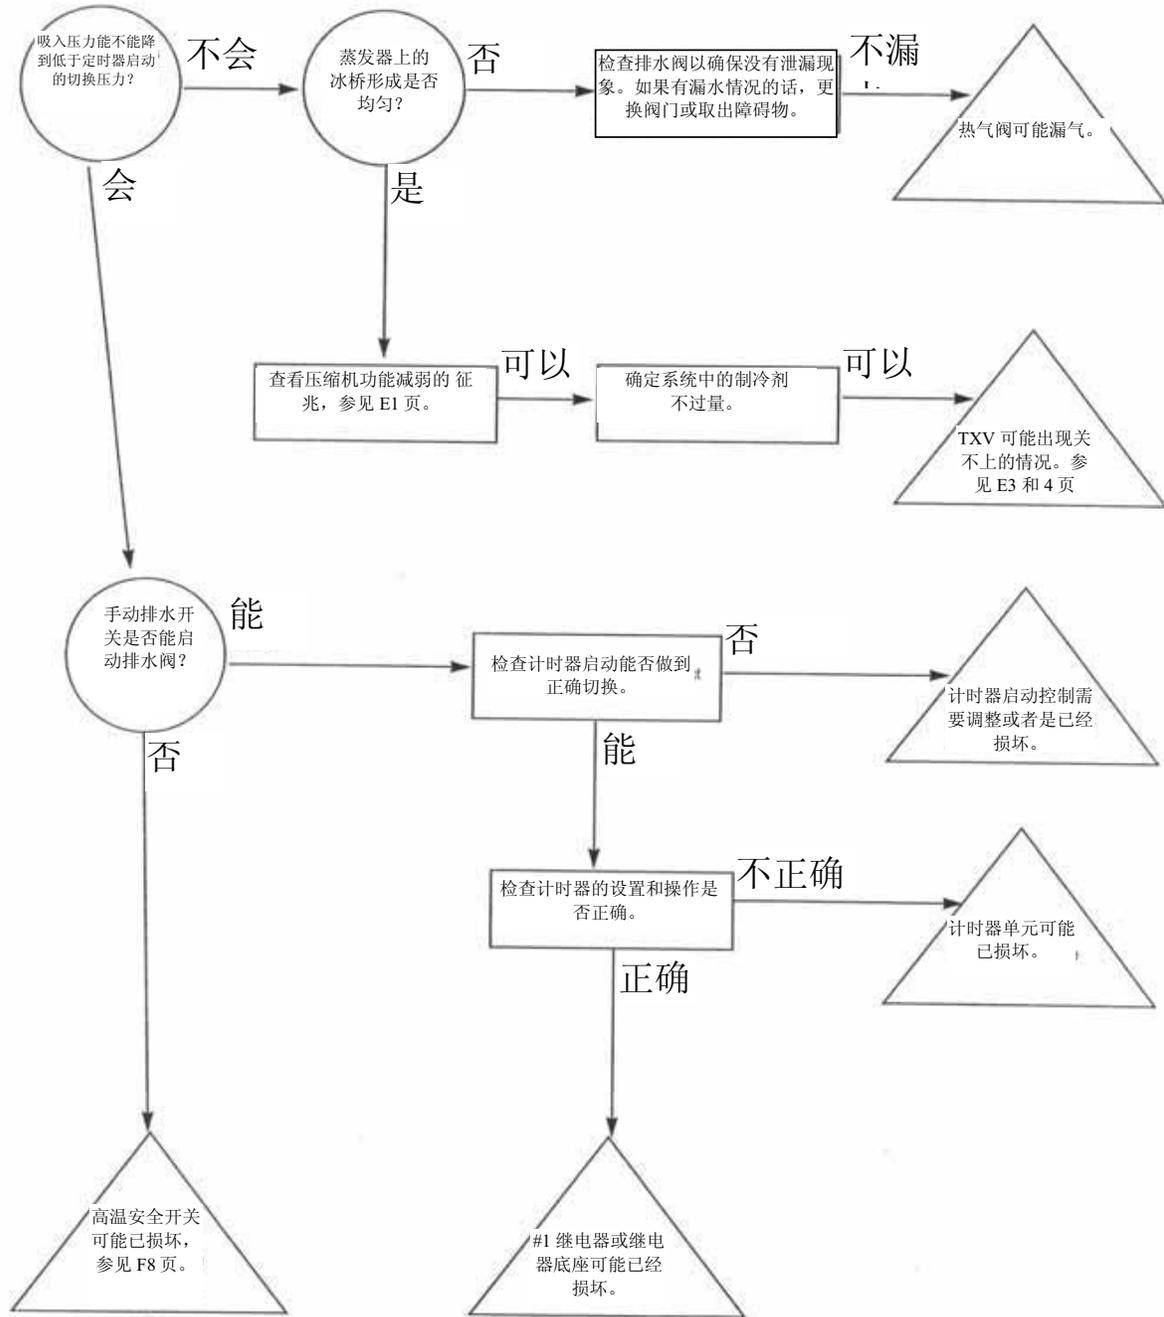 吸入压力能不能降
到低于定时器启动
的切换压力？
不会
蒸发器上的
冰桥形成是否
均匀？
否
检查排水阀以确保没有泄漏现
象。如果有漏水情况的话，更
换阀门或取出障碍物。
不漏
热气阀可能漏气。
会
是
查看压缩机功能减弱的 征
兆，参见 E1 页。
可以
确定系统中的制冷剂
不过量。
可以
TXV 可能出现关
不上的情况。参
见 E3 和 4 页
手动排水开
关是否能启
动排水阀？
能
检查计时器启动能否做到
正确切换。
否
计时器启动控制需
要调整或者是已经
损坏。
否
能
检查计时器的设置和操作是
否正确。
不正确
计时器单元可能
已损坏。
正确
高温安全开关
可能已损坏，
参见 F8 页。
#1 继电器或继电
器底座可能已经
损坏。